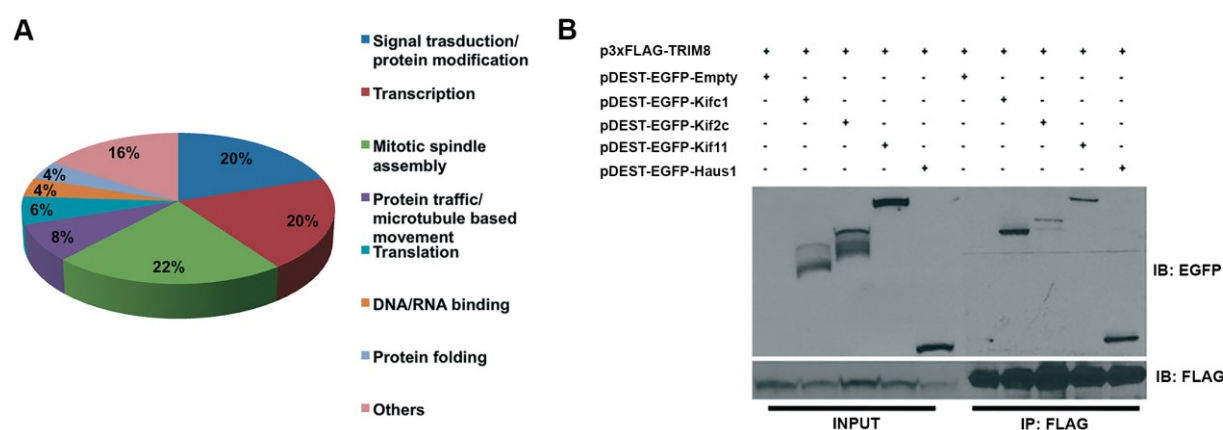 A
20%
20%
22%
8%
6%
4%
4%
16%
Signal trasduction/
protein modification
Transcription
Mitotic spindle
assembly
Protein traffic/
microtubule based
movement
Translation
DNA/RNA binding
Protein folding
Others
B
p3xFLAG-TRIM8 + + + + + + + + + +
pDEST-EGFP-Empty + - - - - + - - - -
pDEST-EGFP-Kifc1 - + - - - - + - - -
pDEST-EGFP-Kif2c - - + - - - - + - -
pDEST-EGFP-Kif11 - - - + - - - - + -
pDEST-EGFP-Haus1 - - - - + - - - - +
IB: EGFP
IB: FLAG
INPUT
IP: FLAG